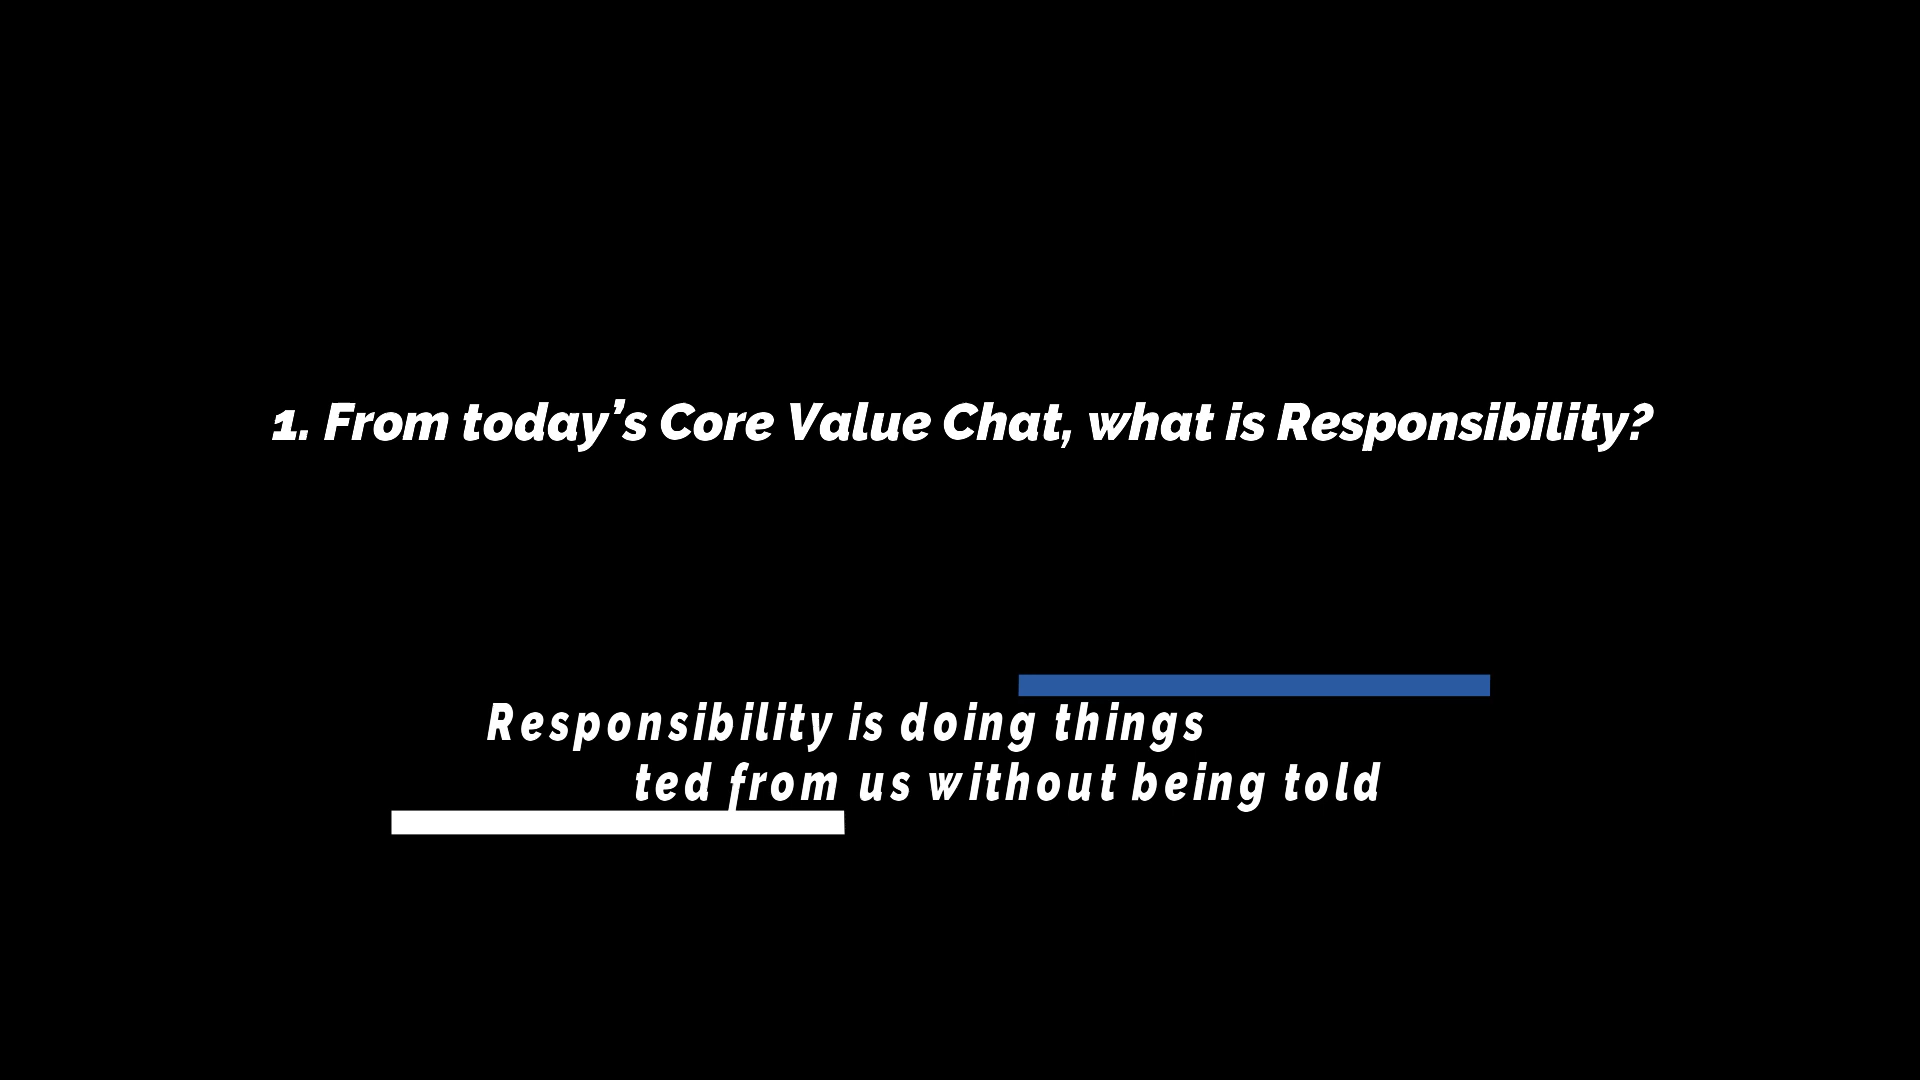 1. From today’s Core Value Chat, what is Responsibility?
Responsibility is doing things
ted from us without being told